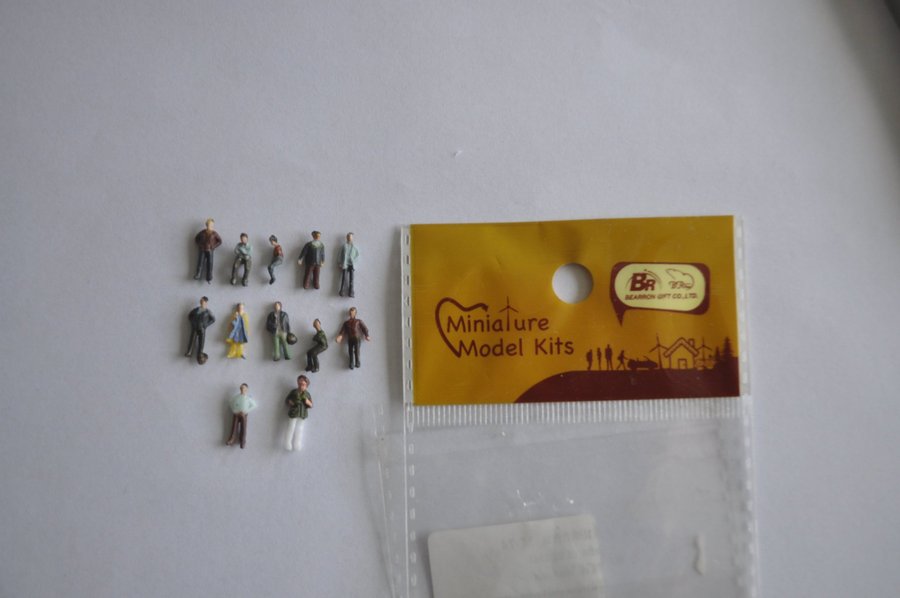 Miniature
Model Kits
BR
BEARRON GIFT CO.,LTD.